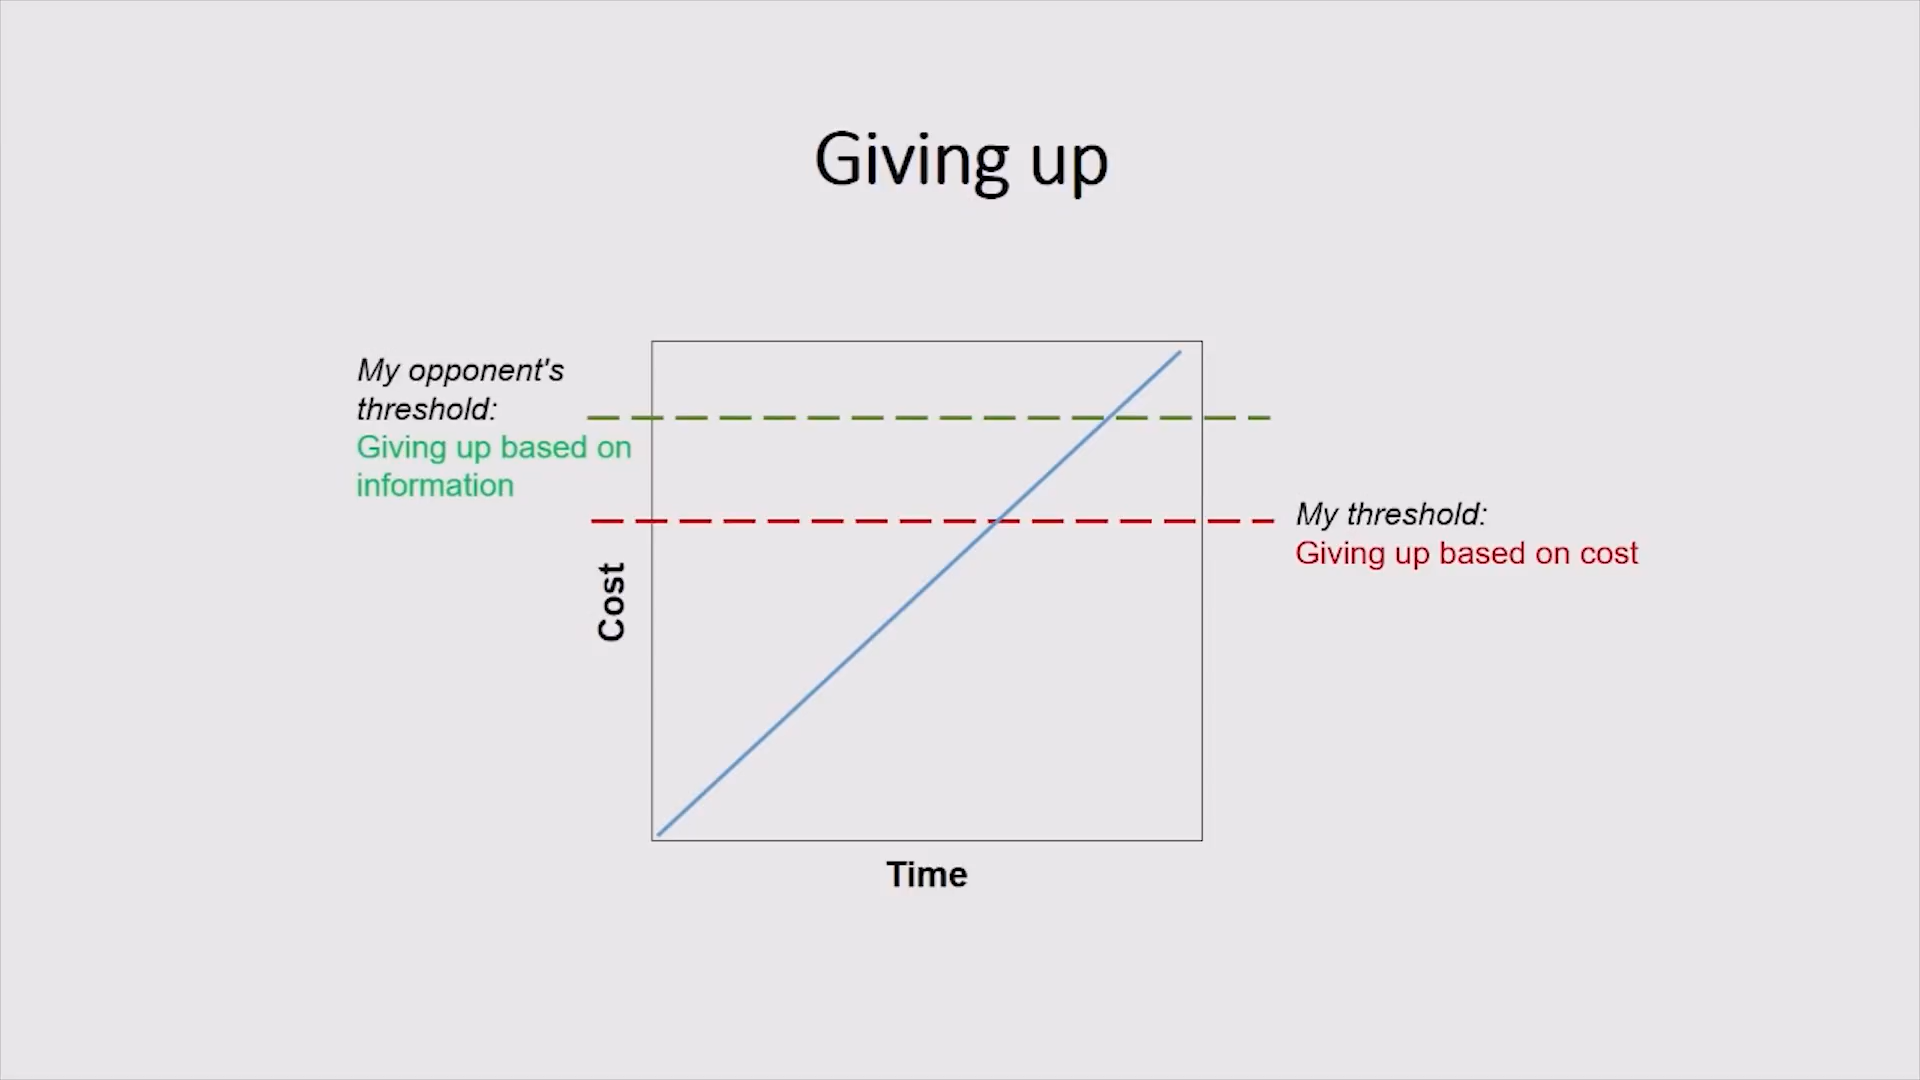 Giving up
My opponent's
threshold:
Giving up based on
information
My threshold:
Giving up based on cost
Cost
Time